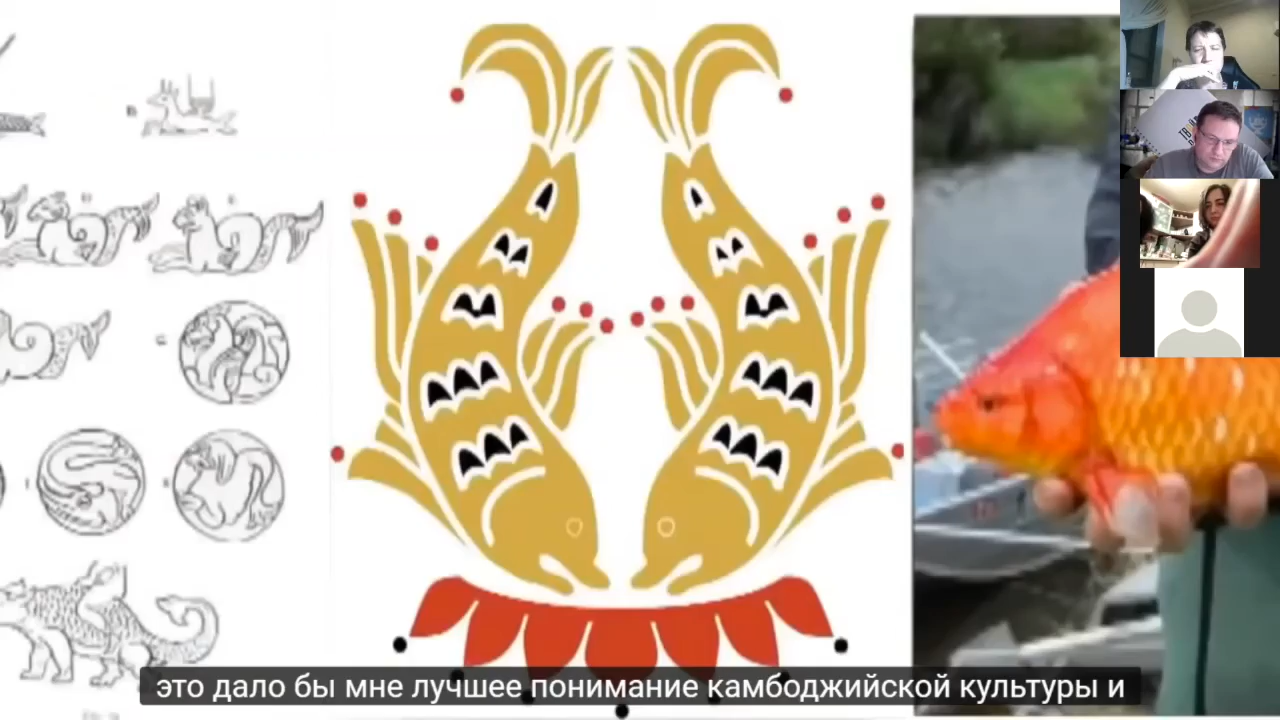 это дало бы мне лучшее понимание камбоджийской культуры и